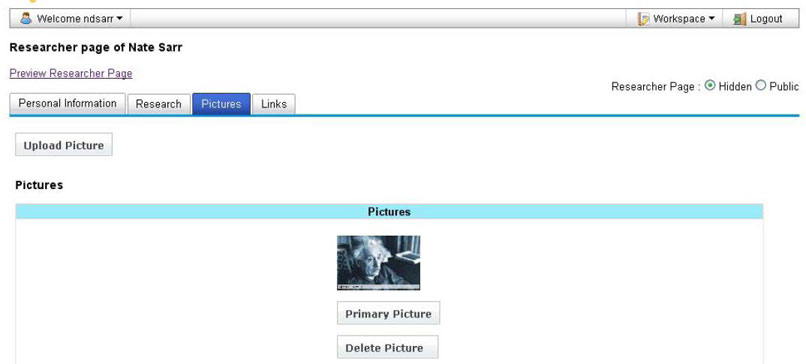 Welcome ndsarr Workspace Logout
Researcher page of Nate Sarr
Preview Researcher Page
Researcher Page : Hidden Public
Personal Information Research Pictures Links
Upload Picture
Pictures
Pictures
Primary Picture
Delete Picture